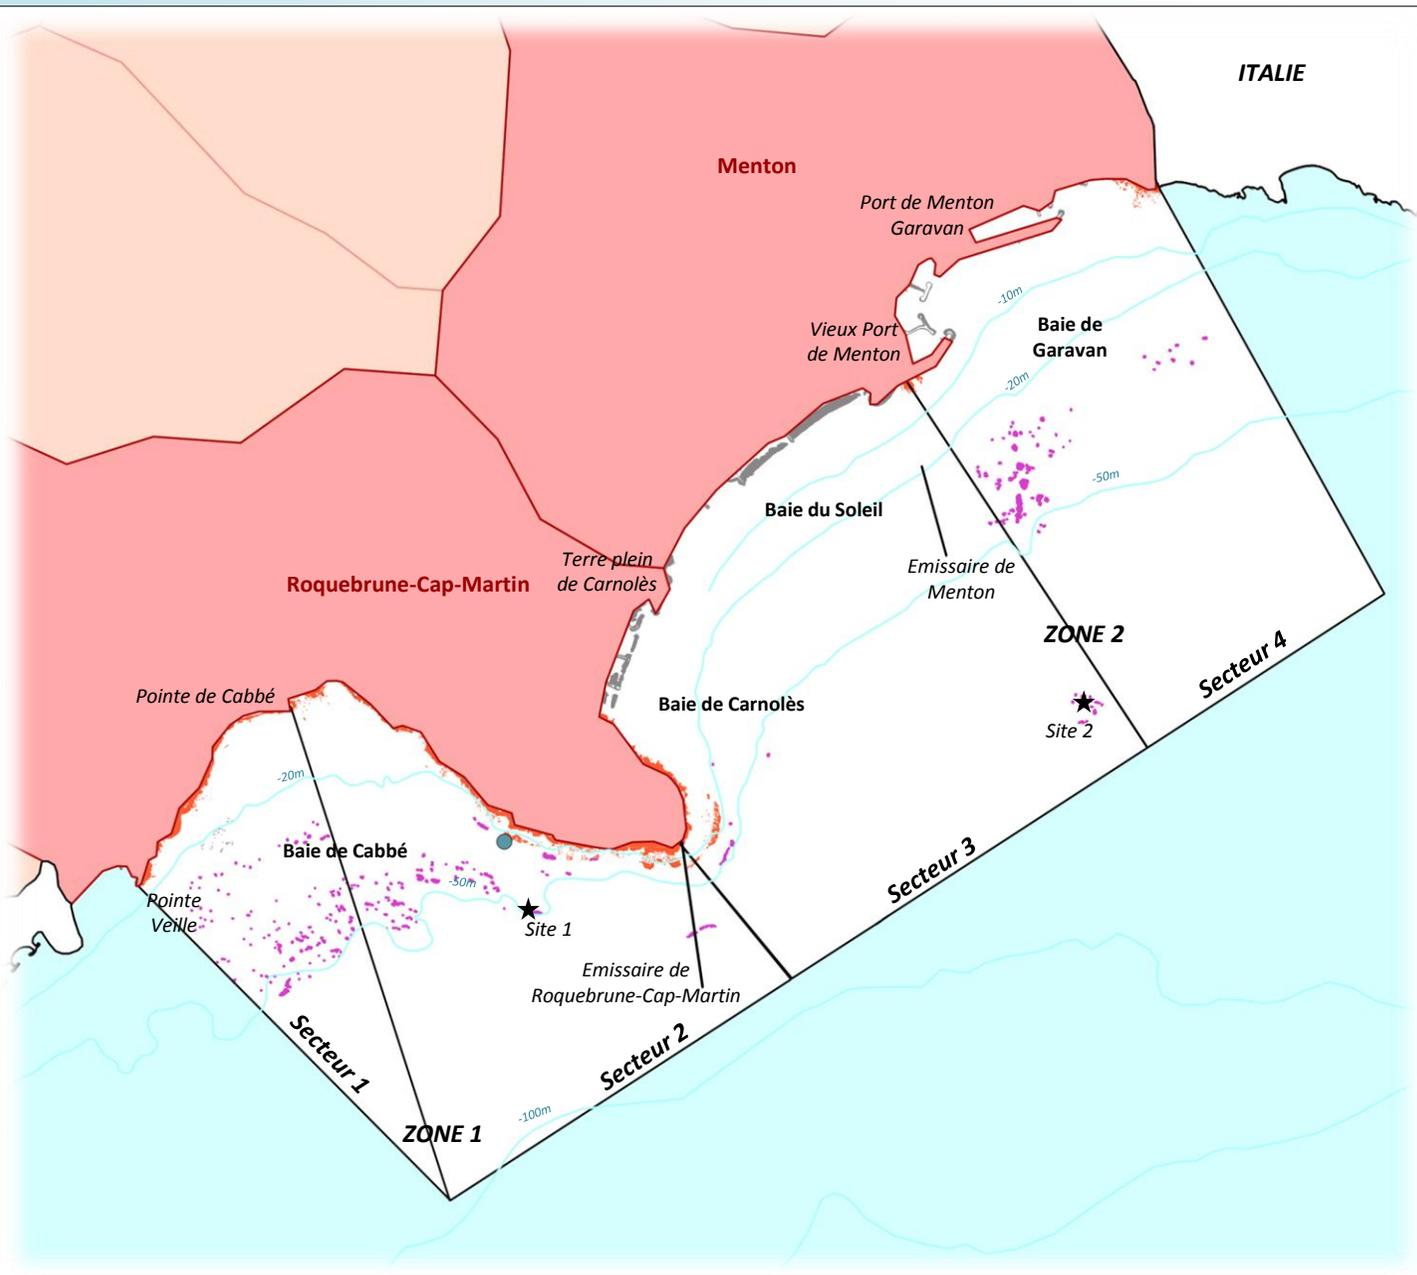 ITALIE
Menton
Port de Menton
Garavan
-10m
Baie de
Garavan
Vieux Port
de Menton
-20m
-50m
Baie du Soleil
Terre plein
de Carnolès
Emissaire de
Menton
Roquebrune-Cap-Martin
ZONE 2
Secteur 4
Pointe de Cabbé
Baie de Carnolès
Site 2
-20m
Baie de Cabbé
-50m
Secteur 3
Pointe
Veille
Site 1
Emissaire de
Roquebrune-Cap-Martin
Secteur 1
Secteur 2
-100m
ZONE 1